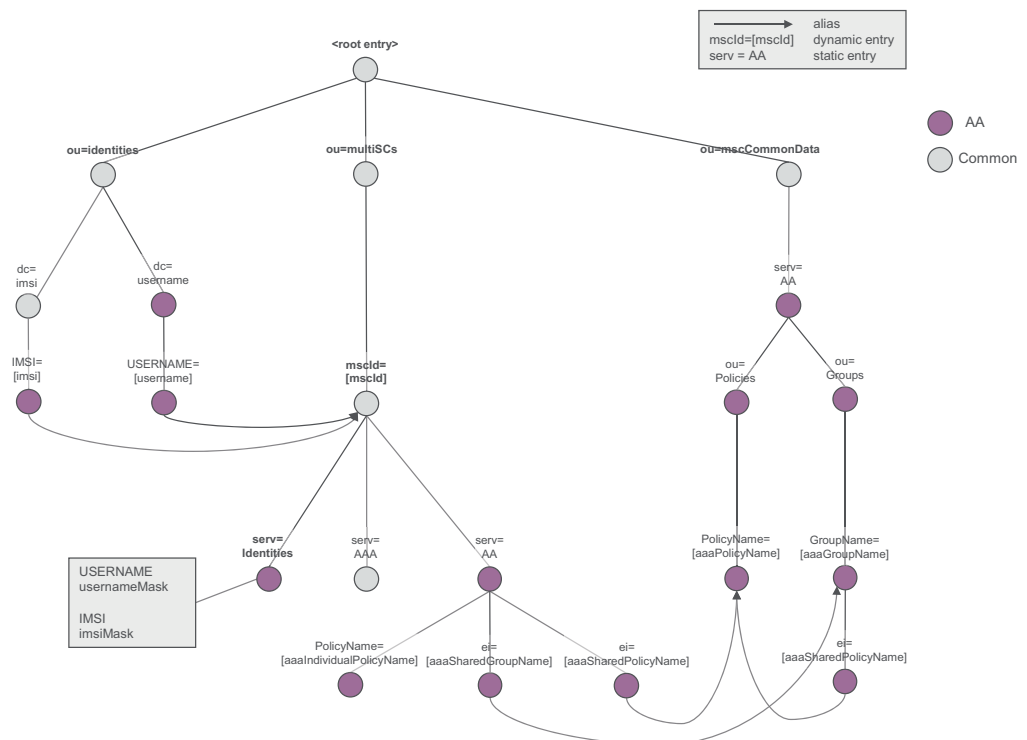 alias
mscId=[mscId] dynamic entry
serv = AA static entry
<root entry>
AA
Common
ou=identities
ou=multiSCs
ou=mscCommonData
dc=
imsi
dc=
username
serv=
AA
IMSI=
[imsi]
USERNAME=
[username]
mscId=
[mscId]
ou=
Policies
ou=
Groups
serv=
Identities
serv=
AAA
serv=
AA
PolicyName=
[aaaPolicyName]
GroupName=
[aaaGroupName]
USERNAME
usernameMask
IMSI
imsiMask
PolicyName=
[aaaIndividualPolicyName]
ei=
[aaaSharedGroupName]
ei=
[aaaSharedPolicyName]
ei=
[aaaSharedPolicyName]